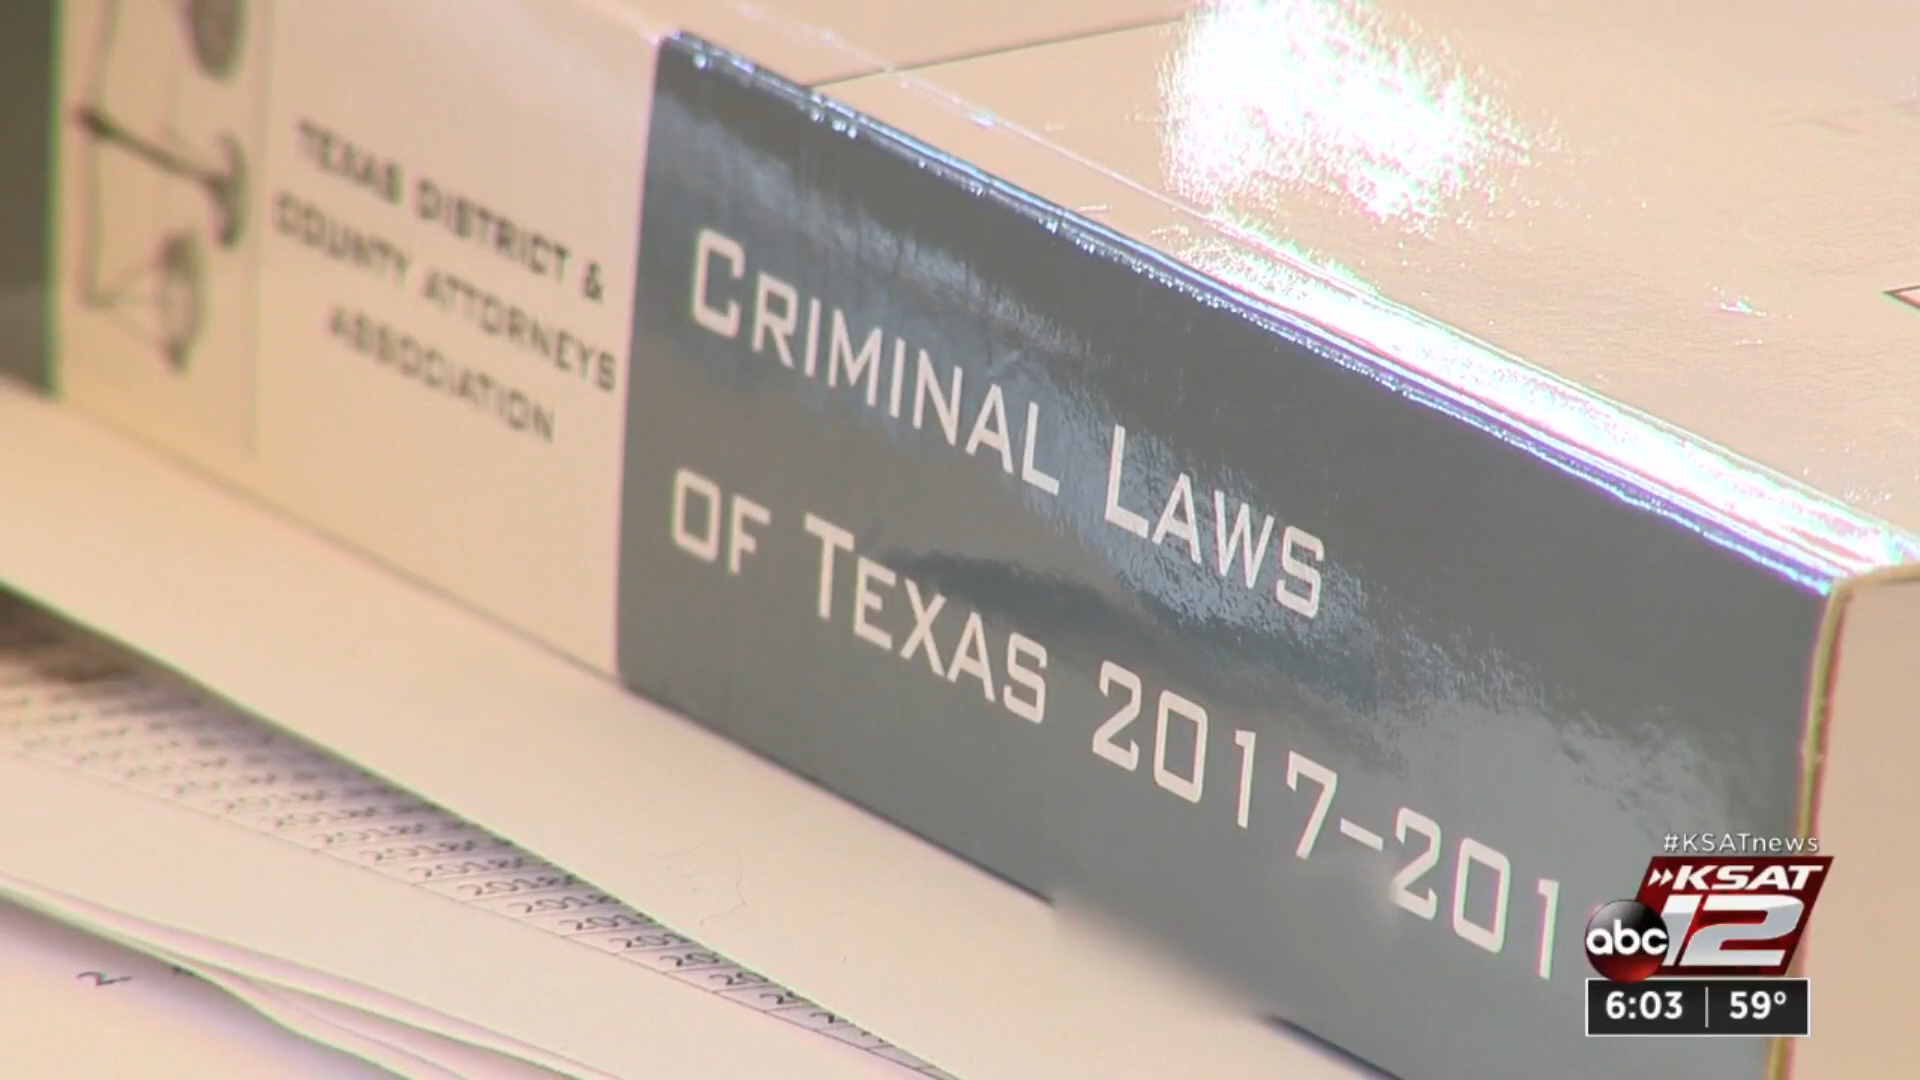 TEXAS DISTRICT &
COUNTY ATTORNEYS
ASSOCIATION
CRIMINAL LAWS
OF TEXAS 2017-201
#KSATnews
KSAT
abc 12
6:03 59°